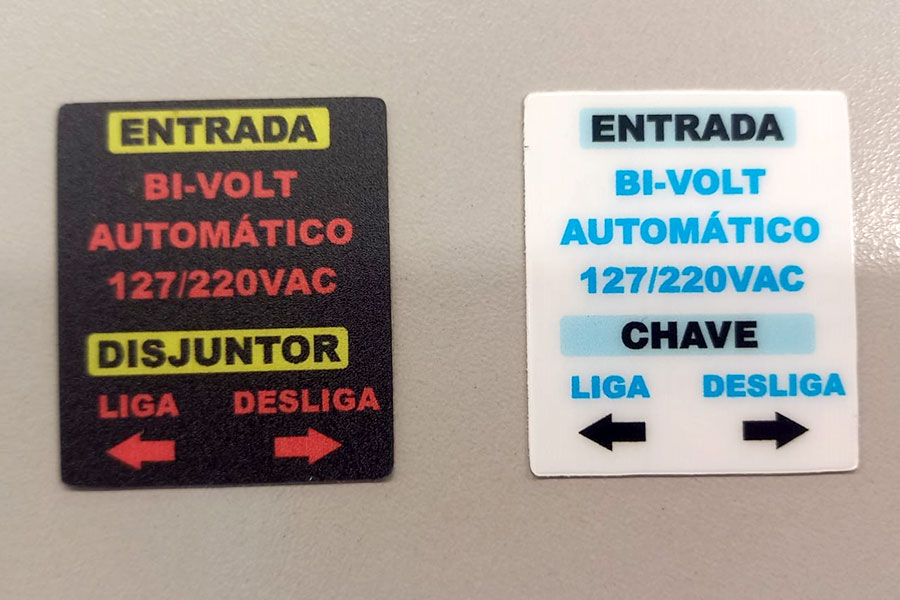 ENTRADA
BI-VOLT
AUTOMÁTICO
127/220VAC
DISJUNTOR
LIGA DESLIGA
ENTRADA
BI-VOLT
AUTOMÁTICO
127/220VAC
CHAVE
LIGA DESLIGA